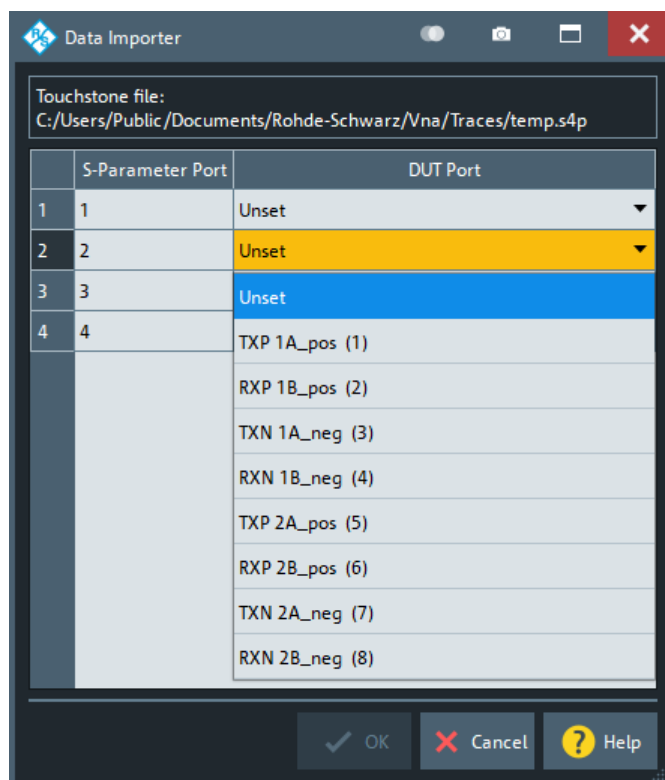 Data Importer
Touchstone file:
C:/Users/Public/Documents/Rohde-Schwarz/Vna/Traces/temp.s4p
S-Parameter Port DUT Port
1 1 Unset
2 2 Unset
3 3 Unset
4 4 TXP 1A_pos (1)
RXP 1B_pos (2)
TXN 1A_neg (3)
RXN 1B_neg (4)
TXP 2A_pos (5)
RXP 2B_pos (6)
TXN 2A_neg (7)
RXN 2B_neg (8)
OK Cancel ? Help